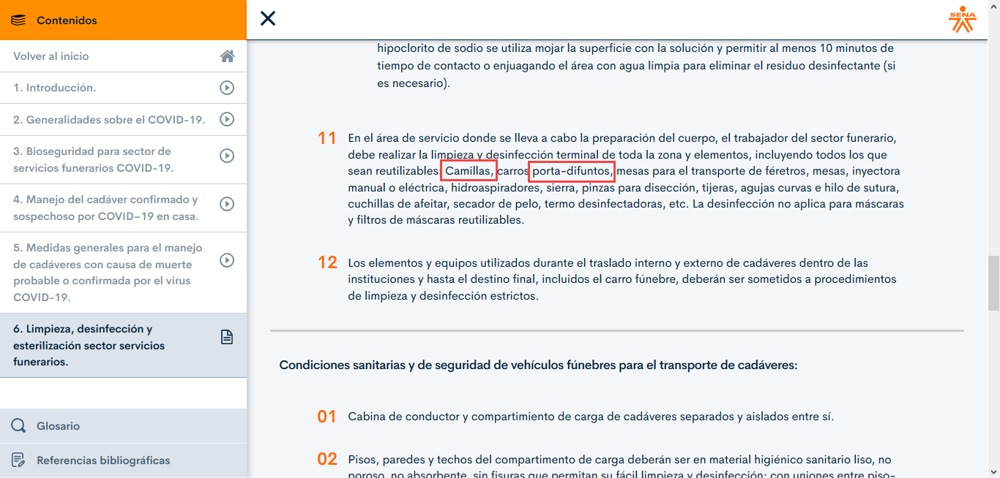 Contenidos
Volver al inicio
1. Introducción.
2. Generalidades sobre el COVID-19.
3. Bioseguridad para sector de
servicios funerarios COVID-19.
4. Manejo del cadáver confirmado y
sospechoso por COVID–19 en casa.
5. Medidas generales para el manejo
de cadáveres con causa de muerte
probable o confirmada por el virus
COVID-19.
6. Limpieza, desinfección y
esterilización sector servicios
funerarios.
Glosario
Referencias bibliográficas
SENA
hipoclorito de sodio se utiliza mojar la superficie con la solución y permitir al menos 10 minutos de
tiempo de contacto o enjuagando el área con agua limpia para eliminar el residuo desinfectante (si
es necesario).
11 En el área de servicio donde se lleva a cabo la preparación del cuerpo, el trabajador del sector funerario,
debe realizar la limpieza y desinfección terminal de toda la zona y elementos, incluyendo todos los que
sean reutilizables: Camillas, carros porta-difuntos, mesas para el transporte de féretros, mesas, inyectora
manual o eléctrica, hidroaspiradores, sierra, pinzas para disección, tijeras, agujas curvas e hilo de sutura,
cuchillas de afeitar, secador de pelo, termo desinfectadoras, etc. La desinfección no aplica para máscaras
y filtros de máscaras reutilizables.
12 Los elementos y equipos utilizados durante el traslado interno y externo de cadáveres dentro de las
instituciones y hasta el destino final, incluidos el carro fúnebre, deberán ser sometidos a procedimientos
de limpieza y desinfección estrictos.
Condiciones sanitarias y de seguridad de vehículos fúnebres para el transporte de cadáveres:
01 Cabina de conductor y compartimiento de carga de cadáveres separados y aislados entre sí.
02 Pisos, paredes y techos del compartimento de carga deberán ser en material higiénico sanitario liso, no
poroso, no absorbente, sin fisuras que permitan su fácil limpieza y desinfección; con uniones entre piso-